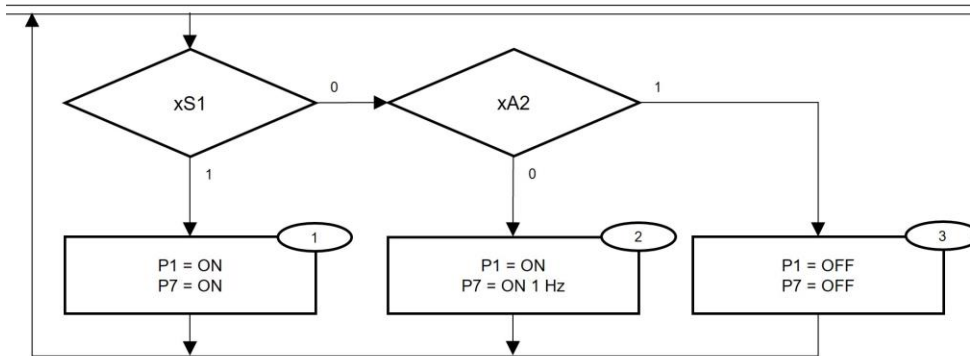 xS1
0
xA2
1
1
0
1
P1 = ON
P7 = ON
2
P1 = ON
P7 = ON 1 Hz
3
P1 = OFF
P7 = OFF